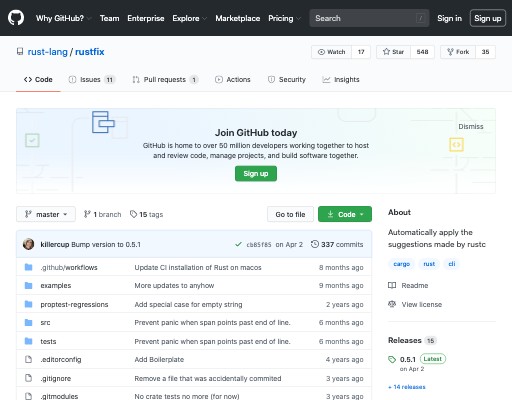 Why GitHub? Team Enterprise Explore Marketplace Pricing Search / Sign in Sign up
rust-lang / rustfix Watch 17 Star 548 Fork 35
Code Issues 11 Pull requests 1 Actions Security Insights
Dismiss
Join GitHub today
GitHub is home to over 50 million developers working together to host
and review code, manage projects, and build software together.
Sign up
master 1 branch 15 tags Go to file Code
killercup Bump version to 0.5.1 cb85f85 on Apr 2 337 commits
.github/workflows Update CI installation of Rust on macos 8 months ago
examples More updates to anyhow 9 months ago
proptest-regressions Add special case for empty string 2 years ago
src Prevent panic when span points past end of line. 6 months ago
tests Prevent panic when span points past end of line. 6 months ago
.editorconfig Add Boilerplate 4 years ago
.gitignore Remove a file that was accidentally commited 3 years ago
.gitmodules No crate tests no more (for now) 3 years ago
About
Automatically apply the
suggestions made by rustc
cargo rust cli
Readme
View license
Releases 15
0.5.1 Latest
on Apr 2
+ 14 releases